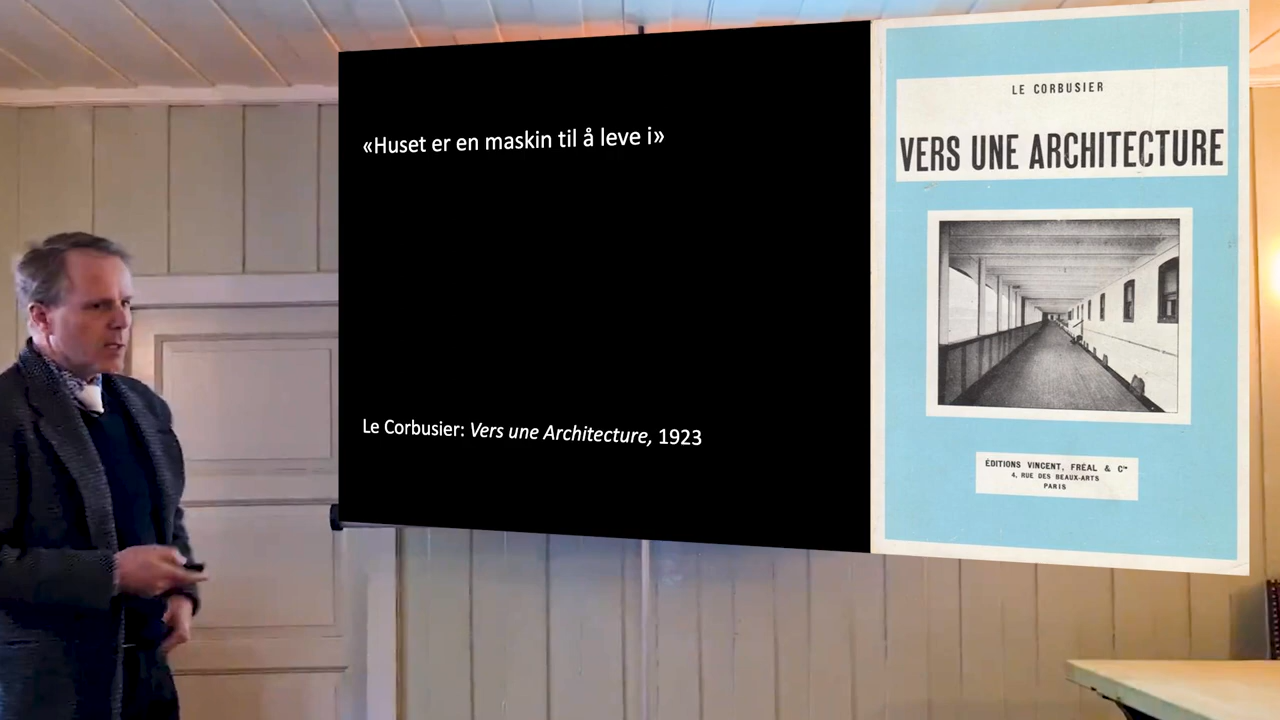 «Huset er en maskin til å leve i»
Le Corbusier: Vers une Architecture, 1923
LE CORBUSIER
VERS UNE ARCHITECTURE
ÉDITIONS VINCENT, FRÉAL & Cie
4, RUE DES BEAUX-ARTS
PARIS